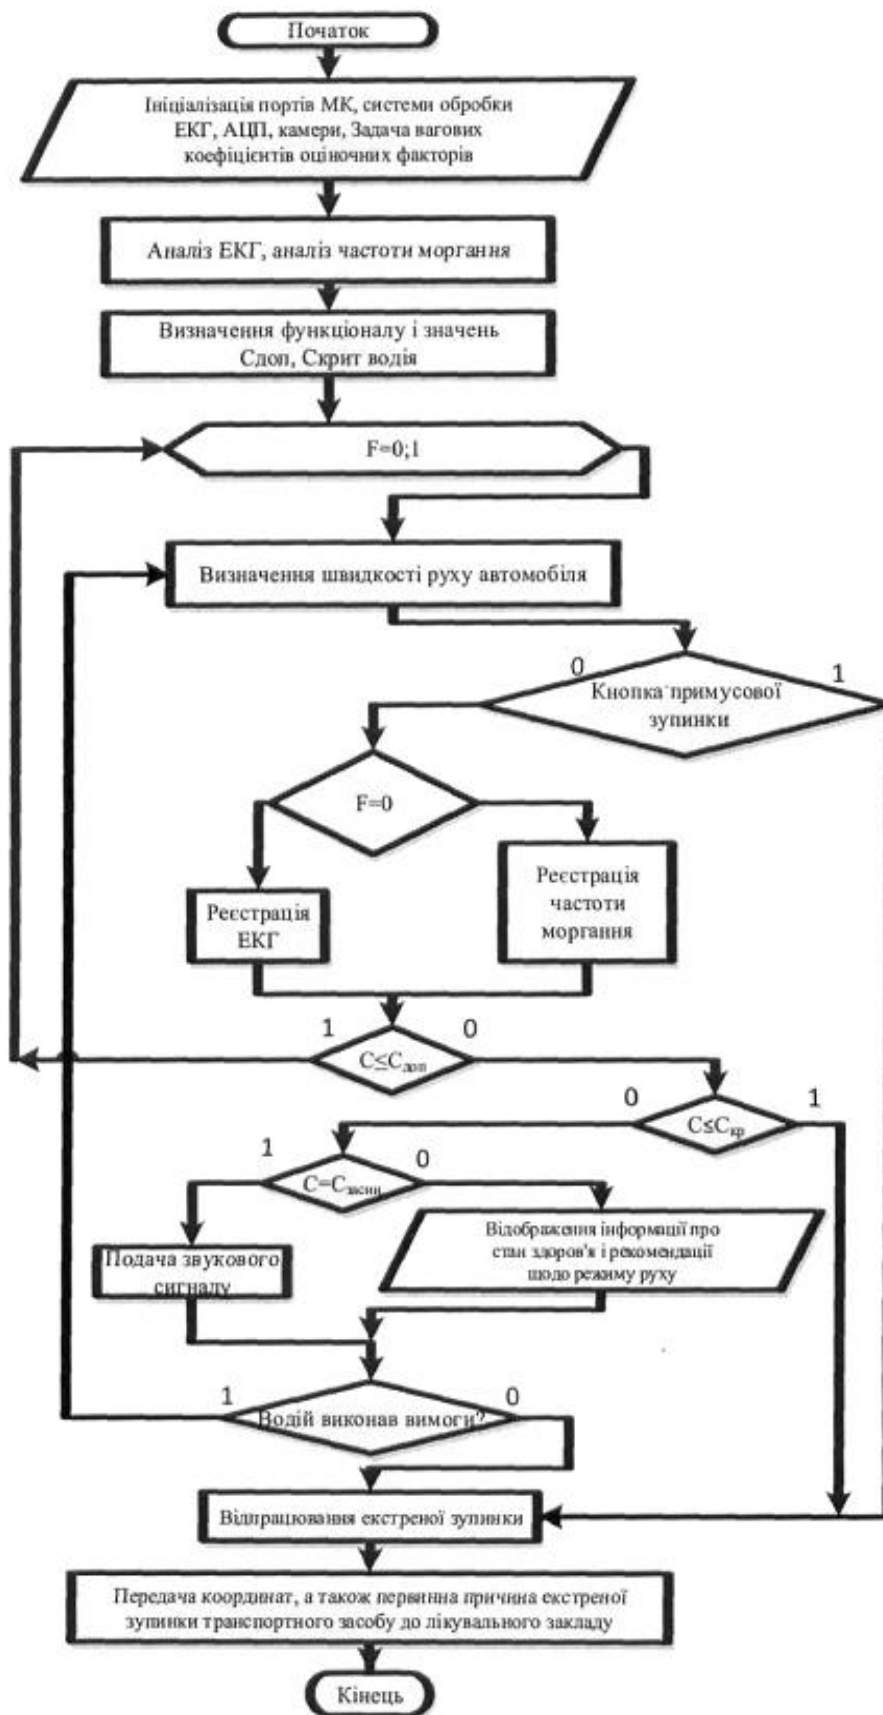 Початок
Ініціалізація портів МК, системи обробки
ЕКГ, АЦП, камери, Задача вагових
коефіцієнтів оціночних факторів
Аналіз ЕКГ, аналіз частоти моргання
Визначення функціоналу і значень
Сдоп, Скрит водія
F=0;1
Визначення швидкості руху автомобіля
0
1
Кнопка примусової
зупинки
F=0
Реєстрація
ЕКГ
Реєстрація
частоти
моргання
1
0
C≤Cдоп
0
1
C≤Cкр
1
0
C=Cзасин
Подача звукового
сигналу
Відображення інформації про
стан здоров'я і рекомендації
щодо режиму руху
1
0
Водій виконав вимоги?
Відпрацювання екстреної зупинки
Передача координат, а також первинна причина екстреної
зупинки транспортного засобу до лікувального закладу
Кінець